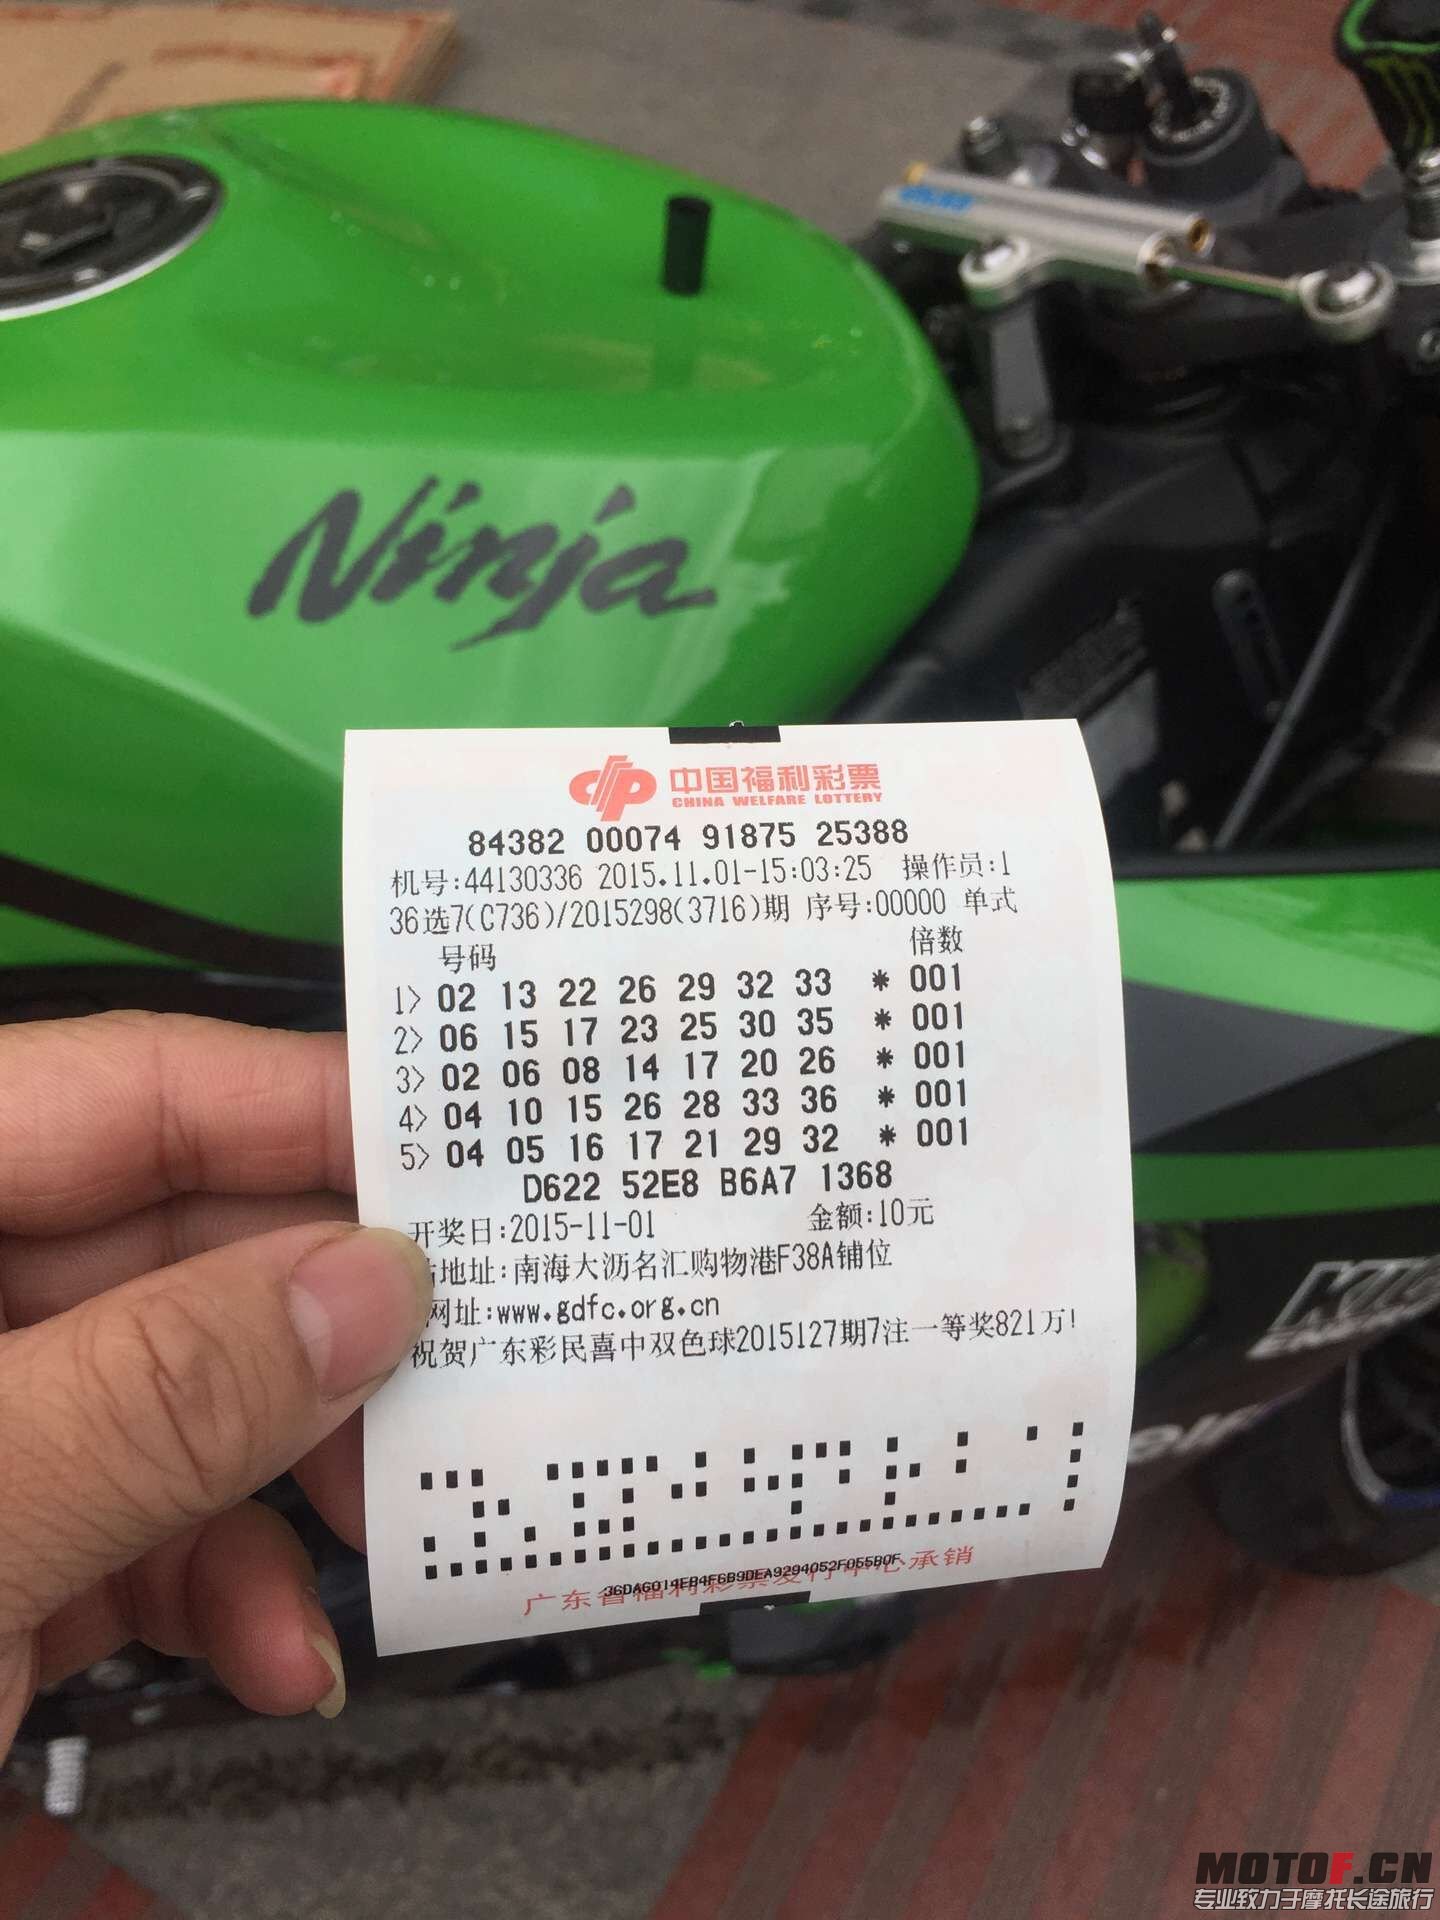 Ninja
中国福利彩票
CHINA WELFARE LOTTERY
84382 00074 91875 25388
机号:44130336 2015.11.01-15:03:25 操作员:1
36选7(C736)/2015298(3716)期 序号:00000 单式
号码 倍数
1> 02 13 22 26 29 32 33 * 001
2> 06 15 17 23 25 30 35 * 001
3> 02 06 08 14 17 20 26 * 001
4> 04 10 15 26 28 33 36 * 001
5> 04 05 16 17 21 29 32 * 001
D622 52E8 B6A7 1368
开奖日:2015-11-01 金额:10元
地址:南海大沥名汇购物港F38A铺位
网址:www.gdfc.org.cn
祝贺广东彩民喜中双色球2015127期7注一等奖821万!
36DA6014EB4F6B9DEA9294052F055B0F
广东省福利彩票发行中心承销
MOTOF.CN
专业致力于摩托长途旅行